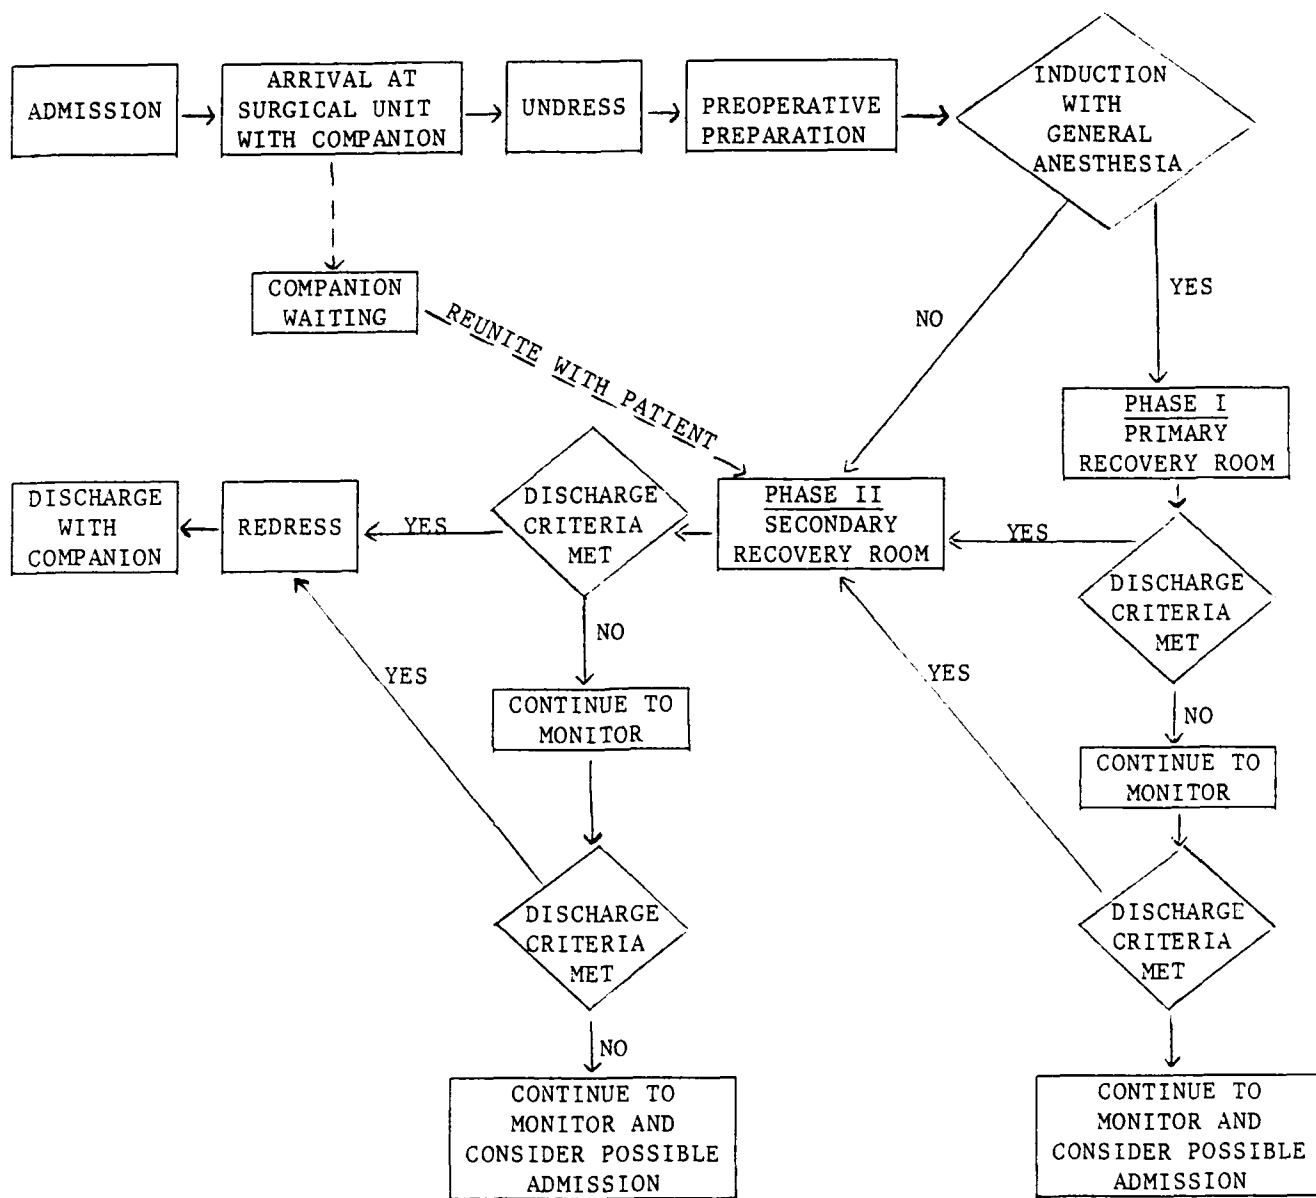 ADMISSION
ARRIVAL AT
SURGICAL UNIT
WITH COMPANION
UNDRESS
PREOPERATIVE
PREPARATION
INDUCTION
WITH
GENERAL
ANESTHESIA
COMPANION
WAITING
REUNITE WITH PATIENT
NO
YES
PHASE I
PRIMARY
RECOVERY ROOM
DISCHARGE
WITH
COMPANION
REDRESS
YES
DISCHARGE
CRITERIA
MET
PHASE II
SECONDARY
RECOVERY ROOM
YES
DISCHARGE
CRITERIA
MET
NO
YES
CONTINUE TO
MONITOR
YES
NO
CONTINUE TO
MONITOR
DISCHARGE
CRITERIA
MET
DISCHARGE
CRITERIA
MET
NO
CONTINUE TO
MONITOR AND
CONSIDER POSSIBLE
ADMISSION
CONTINUE TO
MONITOR AND
CONSIDER POSSIBLE
ADMISSION